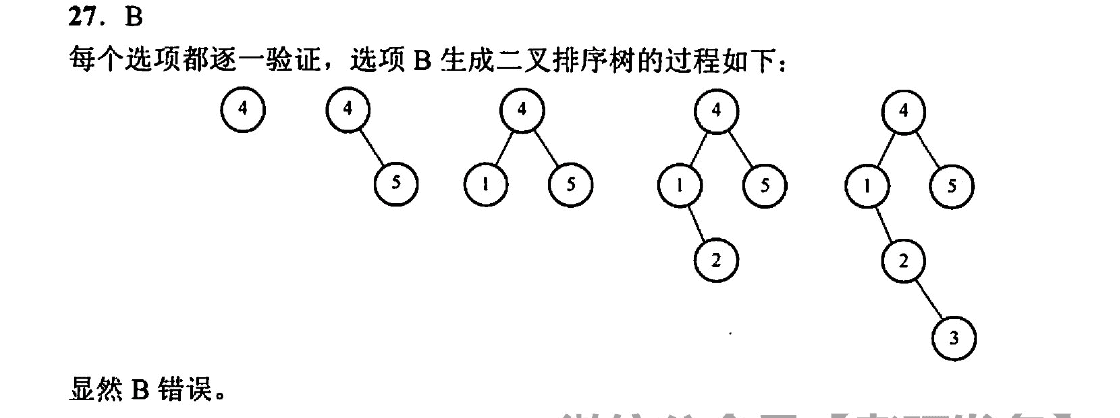 27. B
每个选项都逐一验证，选项 B 生成二叉排序树的过程如下：
4 4 4 4 4
5 1 5 1 5 1 5
2 2
3
显然 B 错误。